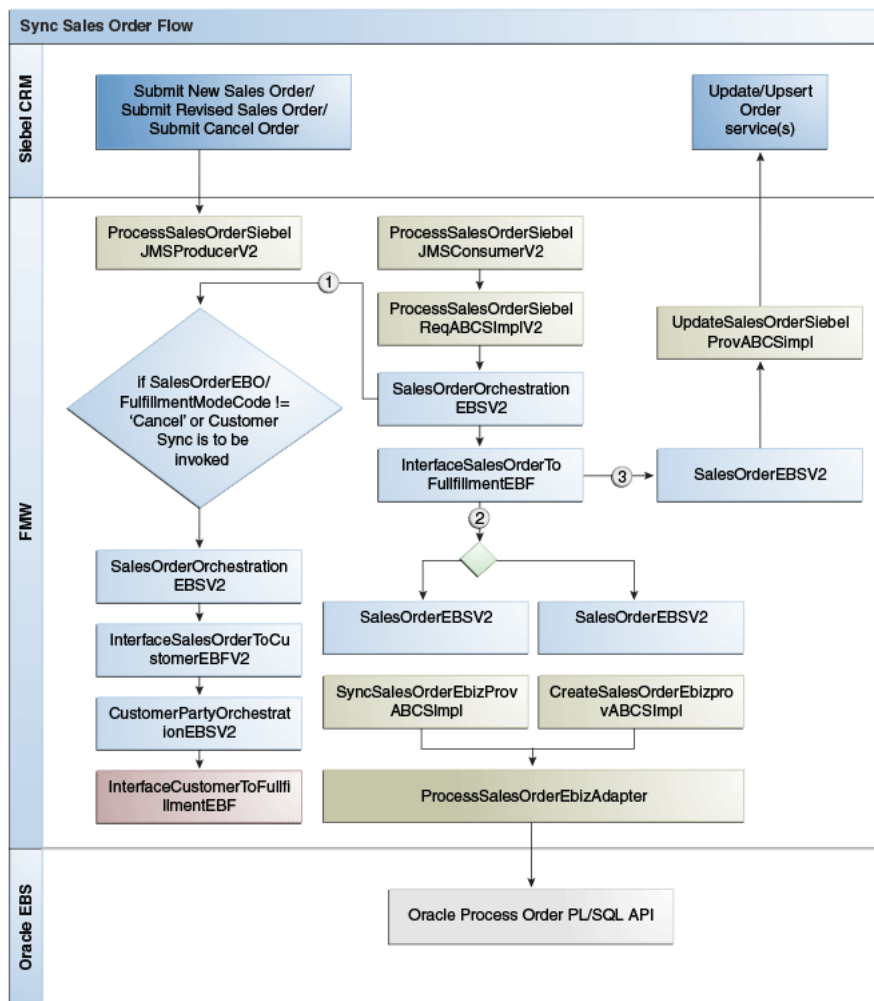 Sync Sales Order Flow
Siebel CRM
Submit New Sales Order/
Submit Revised Sales Order/
Submit Cancel Order
Update/Upsert
Order
service(s)
FMW
ProcessSalesOrderSiebel
JMSProducerV2
ProcessSalesOrderSiebel
JMSConsumerV2
1
ProcessSalesOrderSiebel
ReqABCSImplV2
UpdateSalesOrderSiebel
ProvABCSimpl
if SalesOrderEBO/
FulfillmentModeCode !=
‘Cancel’ or Customer
Sync is to be
invoked
SalesOrderOrchestration
EBSV2
InterfaceSalesOrderTo
FullfillmentEBF
3
SalesOrderEBSV2
2
SalesOrderOrchestration
EBSV2
SalesOrderEBSV2
SalesOrderEBSV2
InterfaceSalesOrderToCu
stomerEBFV2
SyncSalesOrderEbizProv
ABCSImpl
CreateSalesOrderEbizpro
vABCSImpl
CustomerPartyOrchestrat
ionEBSV2
InterfaceCustomerToFullfi
llmentEBF
ProcessSalesOrderEbizAdapter
Oracle EBS
Oracle Process Order PL/SQL API